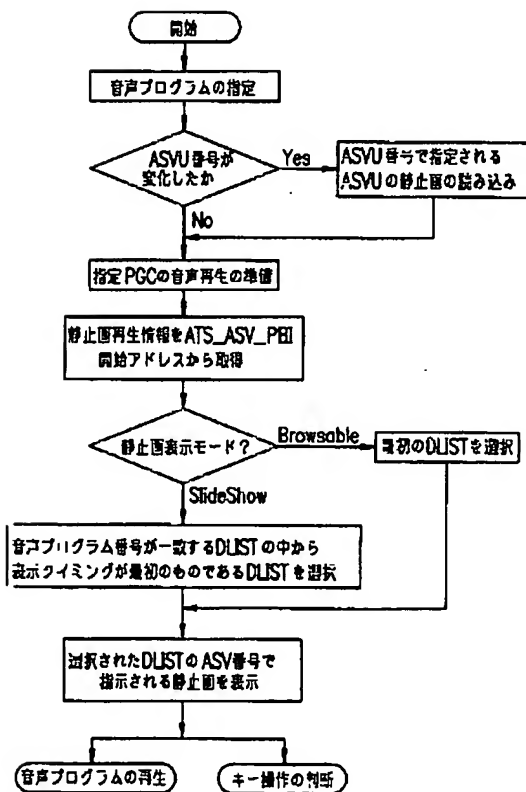 開始
音声プログラムの指定
ASVU番号が
変化したか
Yes
ASVU番号で指定される
ASVUの静止画の読み込み
No
指定PGCの音声再生の準備
静止画再生情報をATS_ASV_PBI
開始アドレスから取得
静止画表示モード?
Browsable
最初のDLISTを選択
SlideShow
音声プログラム番号が一致するDLISTの中から
表示タイミングが最初のものであるDLISTを選択
選択されたDLISTのASV番号で
指示される静止画を表示
音声プログラムの再生
キー操作の判断